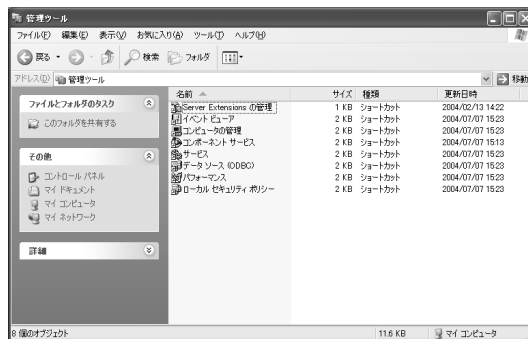 管理ツール
ファイル(F) 編集(E) 表示(V) お気に入り(A) ツール(T) ヘルプ(H)
戻る 検索 フォルダ
アドレス(D) 管理ツール 移動
ファイルとフォルダのタスク
このフォルダを共有する
その他
コントロール パネル
マイ ドキュメント
マイ コンピュータ
マイ ネットワーク
詳細
名前 サイズ 種類 更新日時
Server Extensions の管理 1 KB ショートカット 2004/02/13 14:22
イベント ビューア 2 KB ショートカット 2004/07/07 15:23
コンピュータの管理 2 KB ショートカット 2004/07/07 15:23
コンポーネント サービス 2 KB ショートカット 2004/07/07 15:13
サービス 2 KB ショートカット 2004/07/07 15:23
データ ソース (ODBC) 2 KB ショートカット 2004/07/07 15:23
パフォーマンス 2 KB ショートカット 2004/07/07 15:23
ローカル セキュリティ ポリシー 2 KB ショートカット 2004/07/07 15:23
8 個のオブジェクト 11.6 KB マイ コンピュータ